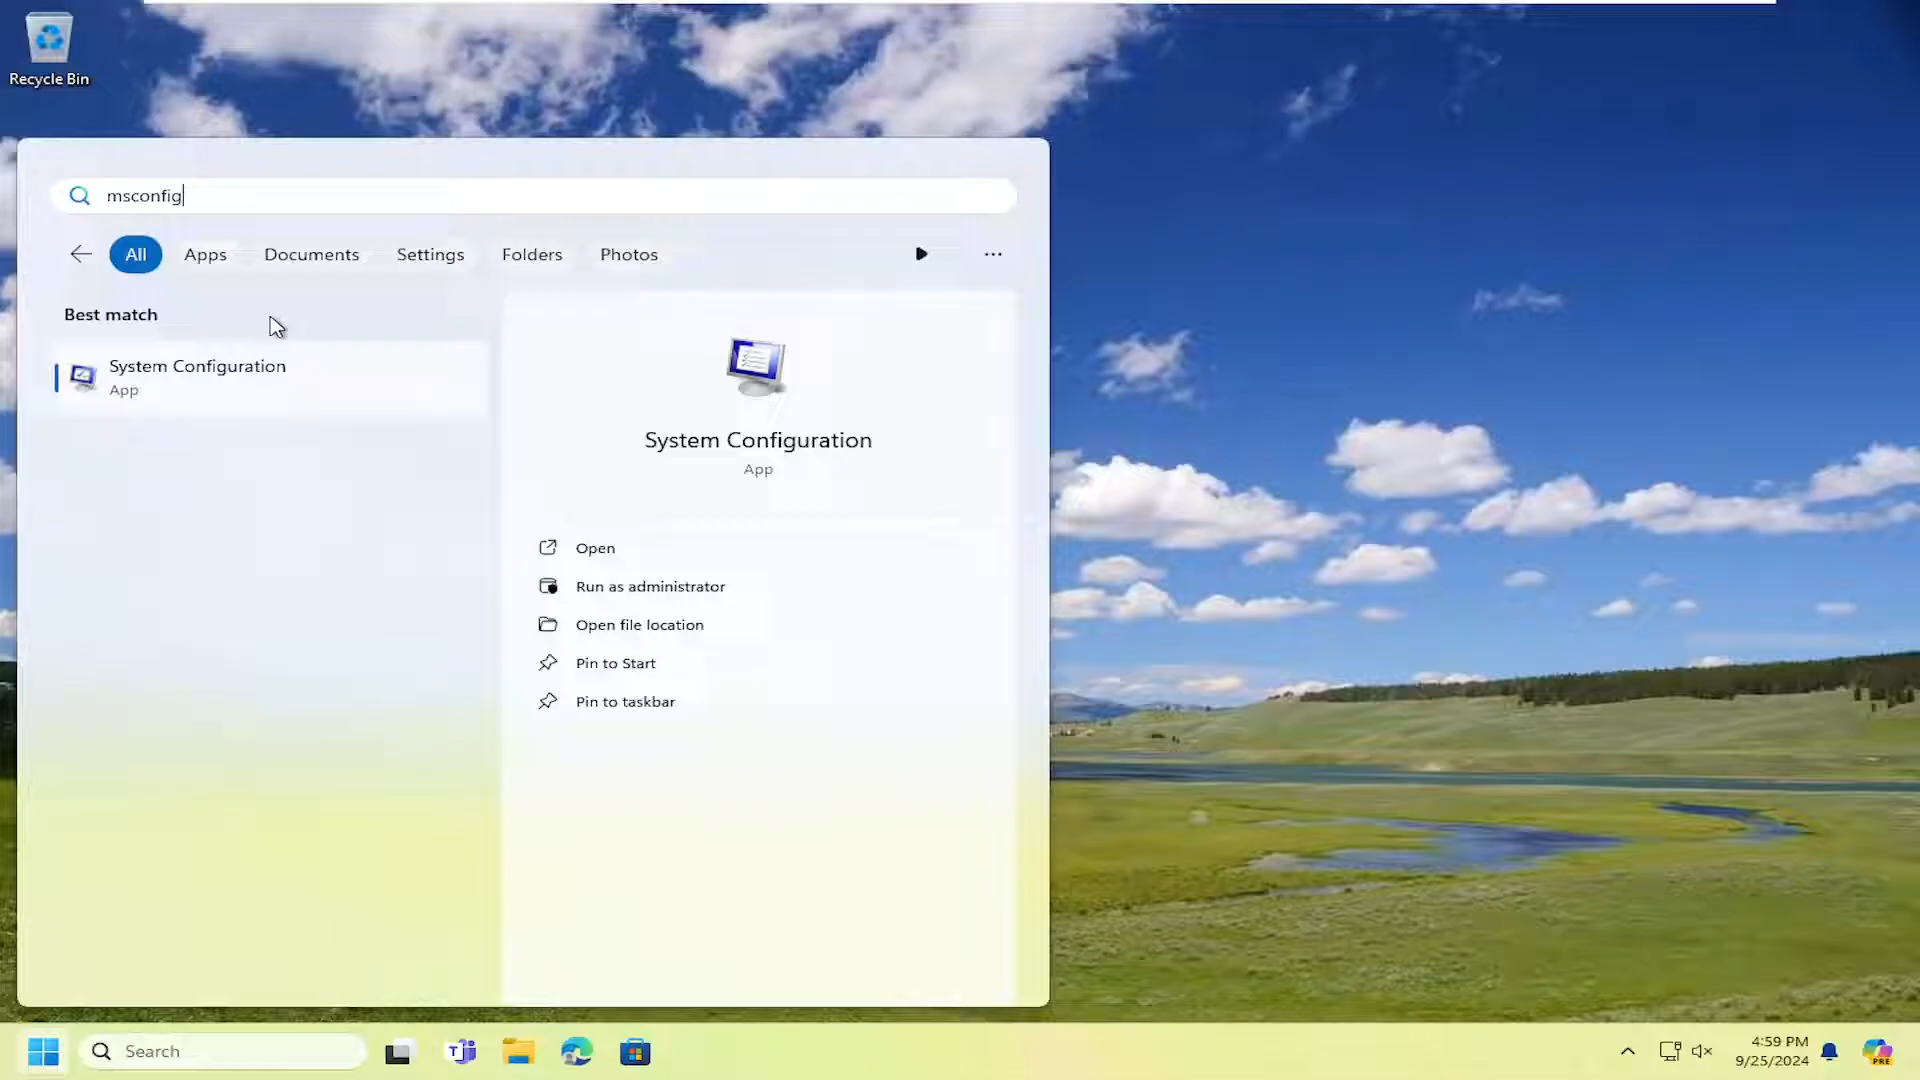 Recycle Bin
msconfig
All Apps Documents Settings Folders Photos
Best match
System Configuration
App
System Configuration
App
Open
Run as administrator
Open file location
Pin to Start
Pin to taskbar
Search
4:59 PM
9/25/2024
PRE